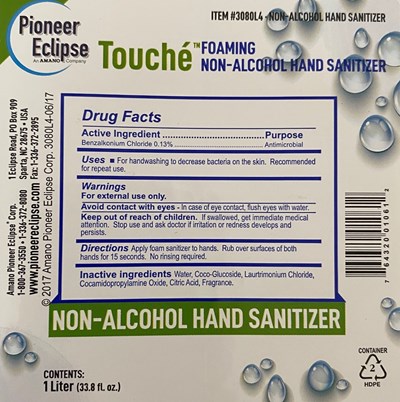 Pioneer
Eclipse
An AMANO Company
ITEM #3080L4 - NON-ALCOHOL HAND SANITIZER
Touché™ FOAMING
NON-ALCOHOL HAND SANITIZER
Drug Facts
Active Ingredient ........................................ Purpose
Benzalkonium Chloride 0.13% ........................................ Antimicrobial
Uses ■ For handwashing to decrease bacteria on the skin. Recommended
for repeat use.
Warnings
For external use only.
Avoid contact with eyes - In case of eye contact, flush eyes with water.
Keep out of reach of children. If swallowed, get immediate medical
attention. Stop use and ask doctor if irritation or redness develops and
persists.
Directions Apply foam sanitizer to hands. Rub over surfaces of both
hands for 15 seconds. No rinsing required.
Inactive ingredients Water, Coco-Glucoside, Laurtrimonium Chloride,
Cocamidopropylamine Oxide, Citric Acid, Fragrance.
NON-ALCOHOL HAND SANITIZER
CONTENTS:
1 Liter (33.8 fl. oz.)
Amano Pioneer Eclipse® Corp.
1-800-367-3550 • 1-336-372-8080
www.pioneereclipse.com
© 2017 Amano Pioneer Eclipse Corp. 3080L4-06/17
1 Eclipse Road, PO Box 909
Sparta, NC 28675 • USA
Fax: 1-336-372-2895
7 64320 01061 2
CONTAINER
2
HDPE